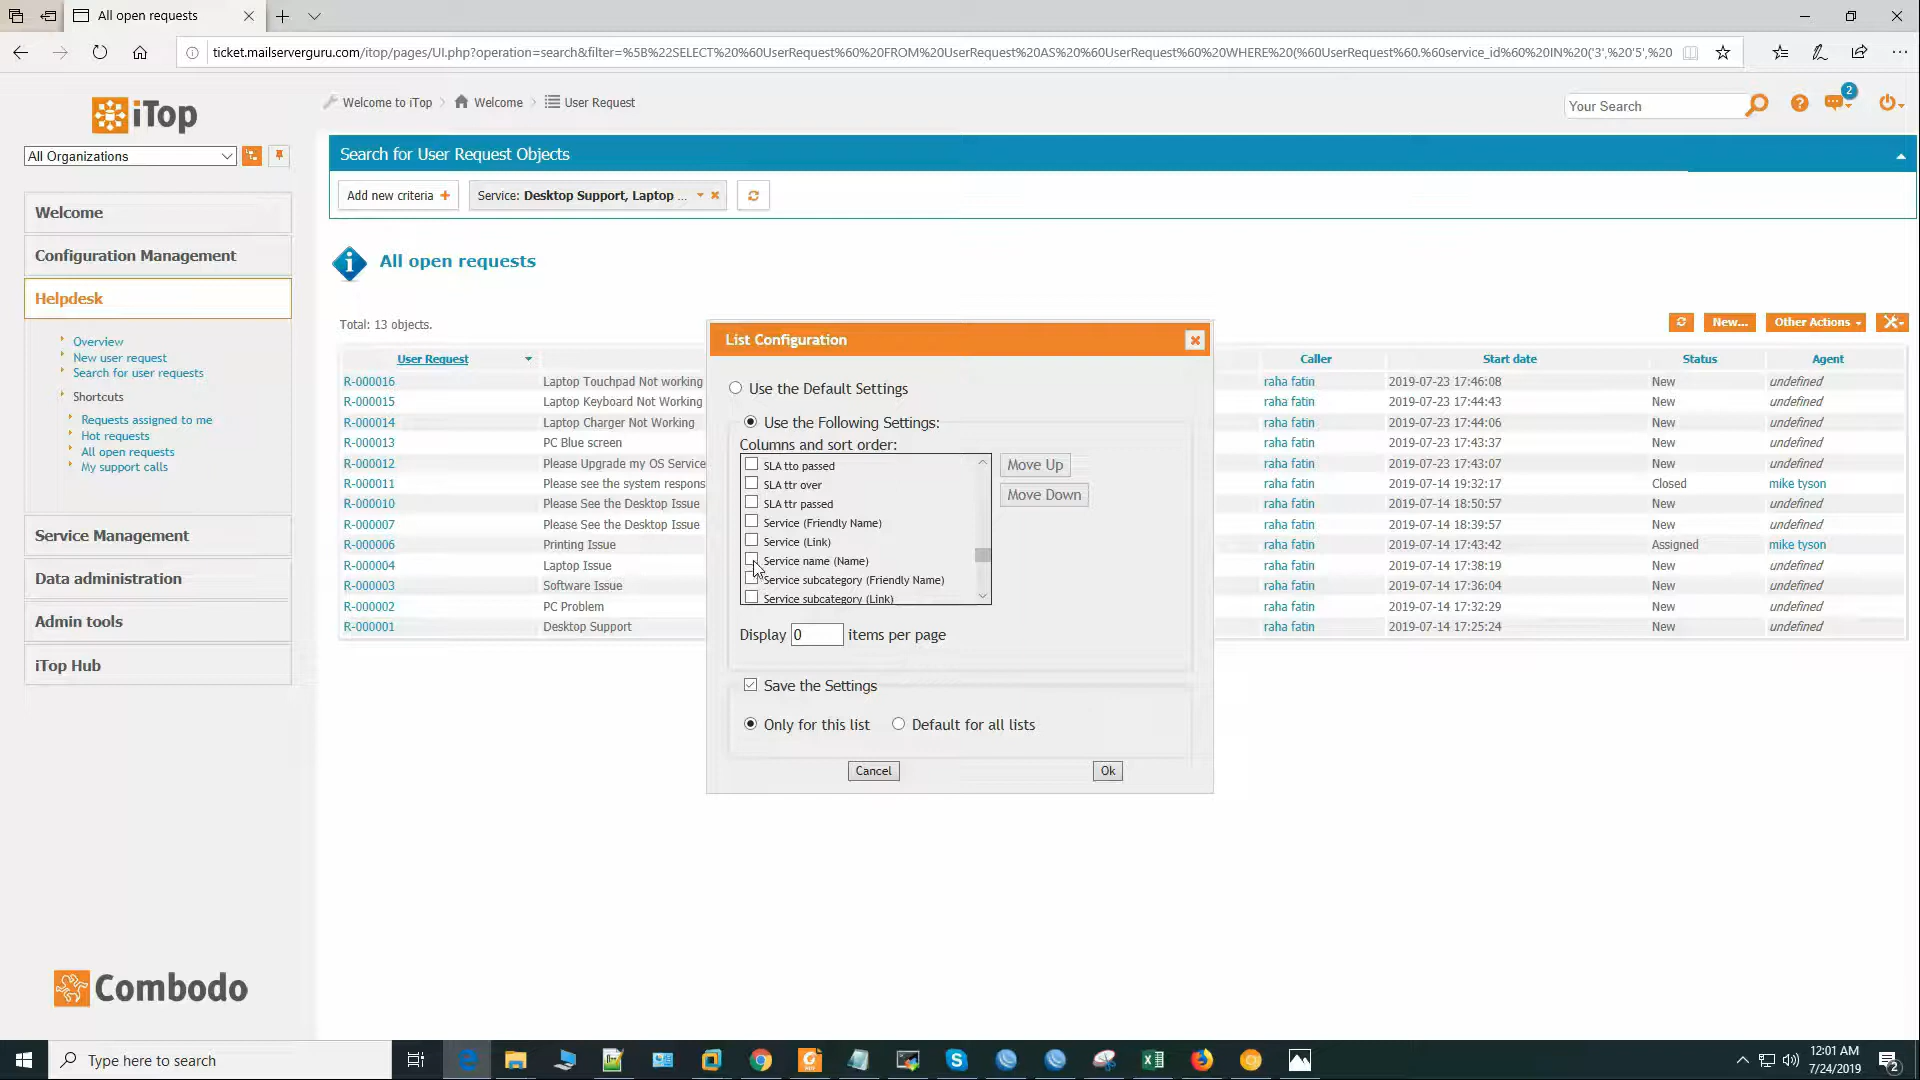 All open requests
ticket.mailserverguru.com/itop/pages/UI.php?operation=search&filter=%5B%22SELECT%20%60UserRequest%60%20FROM%20UserRequest%20AS%20%60UserRequest%60%20WHERE%20(%60UserRequest%60.%60service_id%60%20IN%20('3',%20'5',%20
iTop
Welcome to iTop
Welcome
User Request
Your Search
2
All Organizations
Search for User Request Objects
Add new criteria
Service: Desktop Support, Laptop ...
Welcome
Configuration Management
Helpdesk
Overview
New user request
Search for user requests
Shortcuts
Requests assigned to me
Hot requests
All open requests
My support calls
Service Management
Data administration
Admin tools
iTop Hub
Combodo
All open requests
Total: 13 objects.
New...
Other Actions
User Request Caller Start date Status Agent
R-000016 Laptop Touchpad Not working raha fatin 2019-07-23 17:46:08 New undefined
R-000015 Laptop Keyboard Not Working raha fatin 2019-07-23 17:44:43 New undefined
R-000014 Laptop Charger Not Working raha fatin 2019-07-23 17:44:06 New undefined
R-000013 PC Blue screen raha fatin 2019-07-23 17:43:37 New undefined
R-000012 Please Upgrade my OS Service raha fatin 2019-07-23 17:43:07 New undefined
R-000011 Please see the system respons raha fatin 2019-07-14 19:32:17 Closed mike tyson
R-000010 Please See the Desktop Issue raha fatin 2019-07-14 18:50:57 New undefined
R-000007 Please See the Desktop Issue raha fatin 2019-07-14 18:39:57 New undefined
R-000006 Printing Issue raha fatin 2019-07-14 17:43:42 Assigned mike tyson
R-000004 Laptop Issue raha fatin 2019-07-14 17:38:19 New undefined
R-000003 Software Issue raha fatin 2019-07-14 17:36:04 New undefined
R-000002 PC Problem raha fatin 2019-07-14 17:32:29 New undefined
R-000001 Desktop Support raha fatin 2019-07-14 17:25:24 New undefined
List Configuration
Use the Default Settings
Use the Following Settings:
Columns and sort order:
SLA tto passed
SLA ttr over
SLA ttr passed
Service (Friendly Name)
Service (Link)
Service name (Name)
Service subcategory (Friendly Name)
Service subcategory (Link)
Move Up
Move Down
Display 0 items per page
Save the Settings
Only for this list Default for all lists
Cancel Ok
Type here to search
12:01 AM
7/24/2019
2